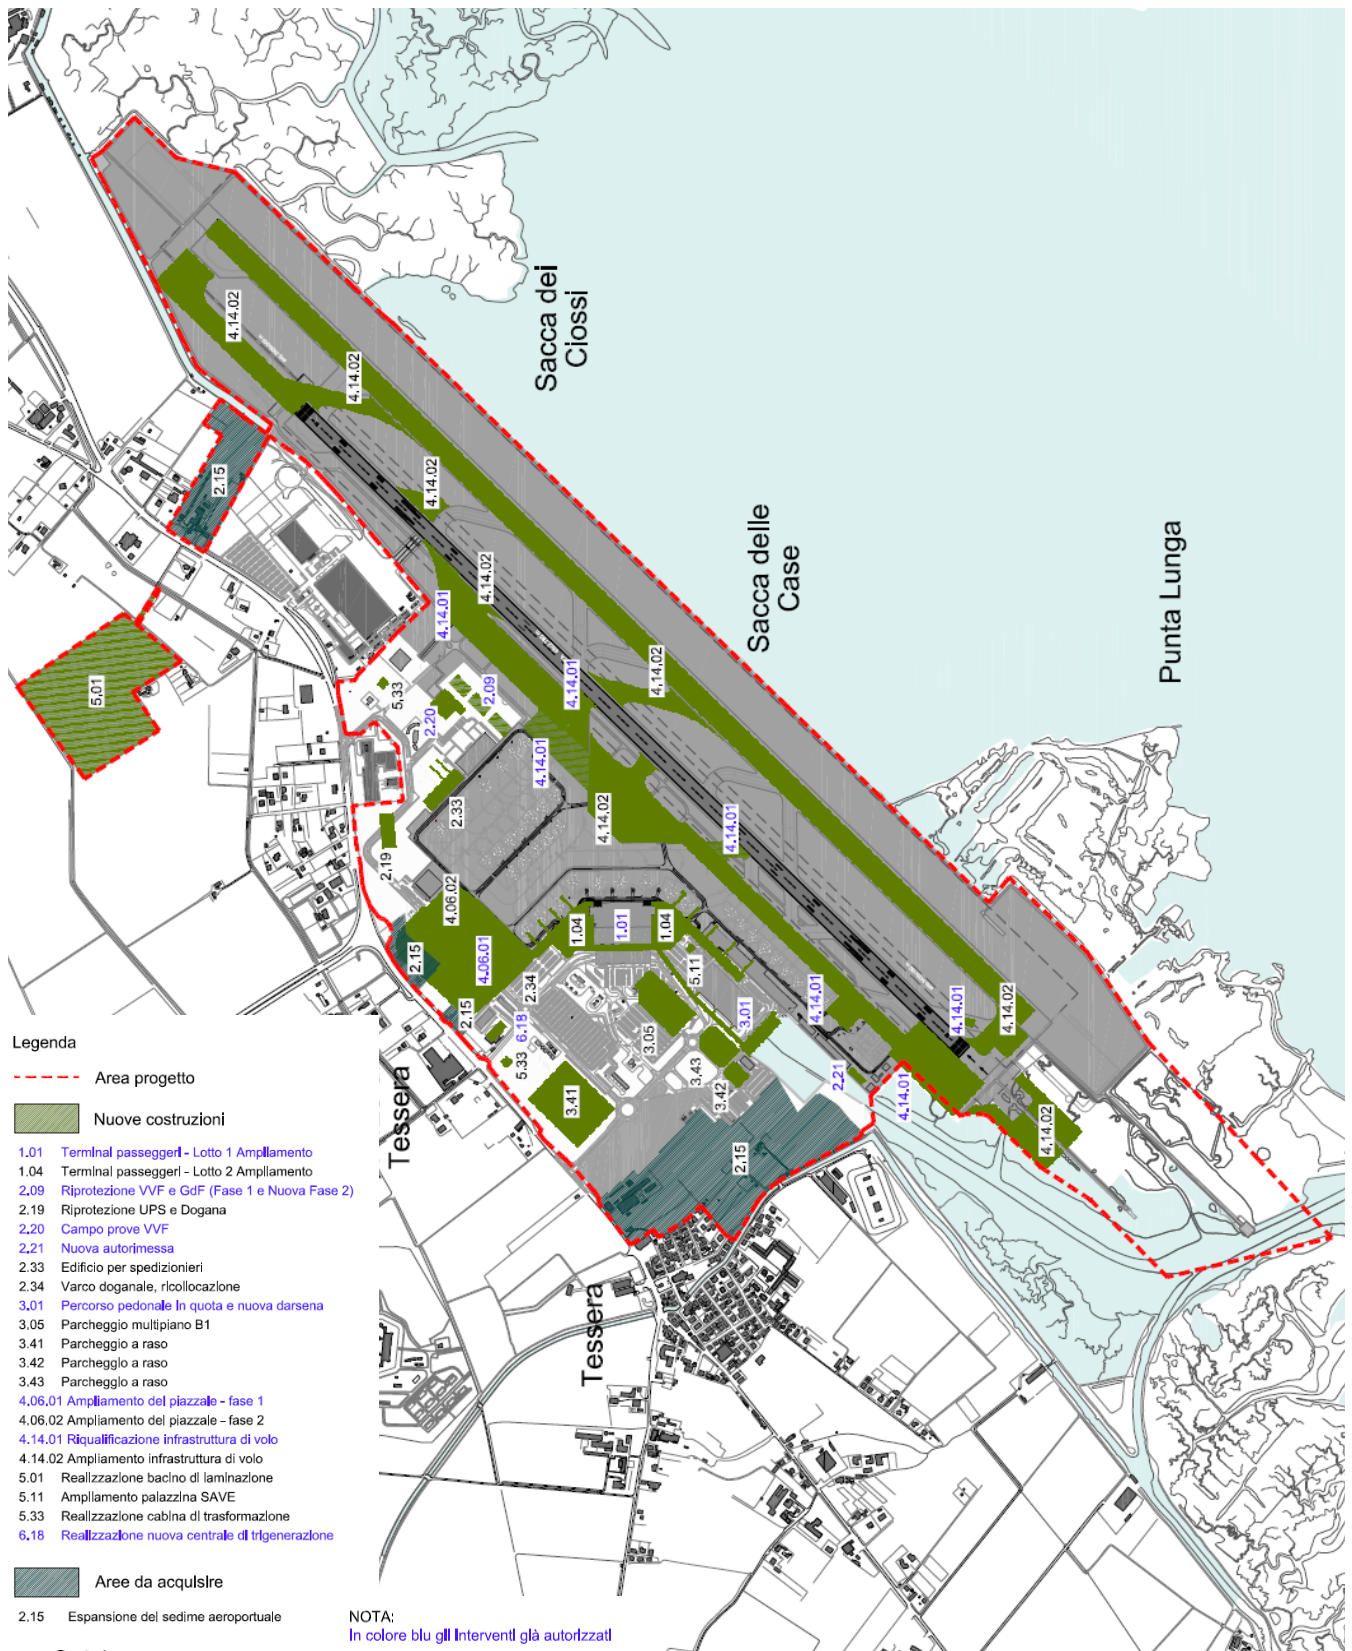 Sacca dei
Ciossi
Sacca delle
Case
Punta Lunga
Tessera
Tessera
4.14.02
4.14.02
4.14.02
4.14.02
4.14.02
4.14.02
4.14.02
4.14.02
4.14.01
4.14.01
4.14.01
4.14.01
4.14.01
4.14.01
4.14.01
2.15
5.01
5.33
2.09
2.20
2.33
2.19
4.06.02
4.06.01
2.15
2.15
1.04
1.01
1.04
5.11
2.34
6.18
5.33
3.01
3.05
3.43
3.42
3.41
2.21
2.15
Legenda
Area progetto
Nuove costruzioni
1.01 Terminal passeggeri - Lotto 1 Ampliamento
1.04 Terminal passeggeri - Lotto 2 Ampliamento
2.09 Riprotezione VVF e GdF (Fase 1 e Nuova Fase 2)
2.19 Riprotezione UPS e Dogana
2.20 Campo prove VVF
2.21 Nuova autorimessa
2.33 Edificio per spedizionieri
2.34 Varco doganale, ricollocazione
3.01 Percorso pedonale in quota e nuova darsena
3.05 Parcheggio multipiano B1
3.41 Parcheggio a raso
3.42 Parcheggio a raso
3.43 Parcheggio a raso
4.06.01 Ampliamento del piazzale - fase 1
4.06.02 Ampliamento del piazzale - fase 2
4.14.01 Riqualificazione infrastruttura di volo
4.14.02 Ampliamento infrastruttura di volo
5.01 Realizzazione bacino di laminazione
5.11 Ampliamento palazzina SAVE
5.33 Realizzazione cabina di trasformazione
6.18 Realizzazione nuova centrale di trigenerazione
Aree da acquisire
2.15 Espansione del sedime aeroportuale
NOTA:
In colore blu gli interventi già autorizzati